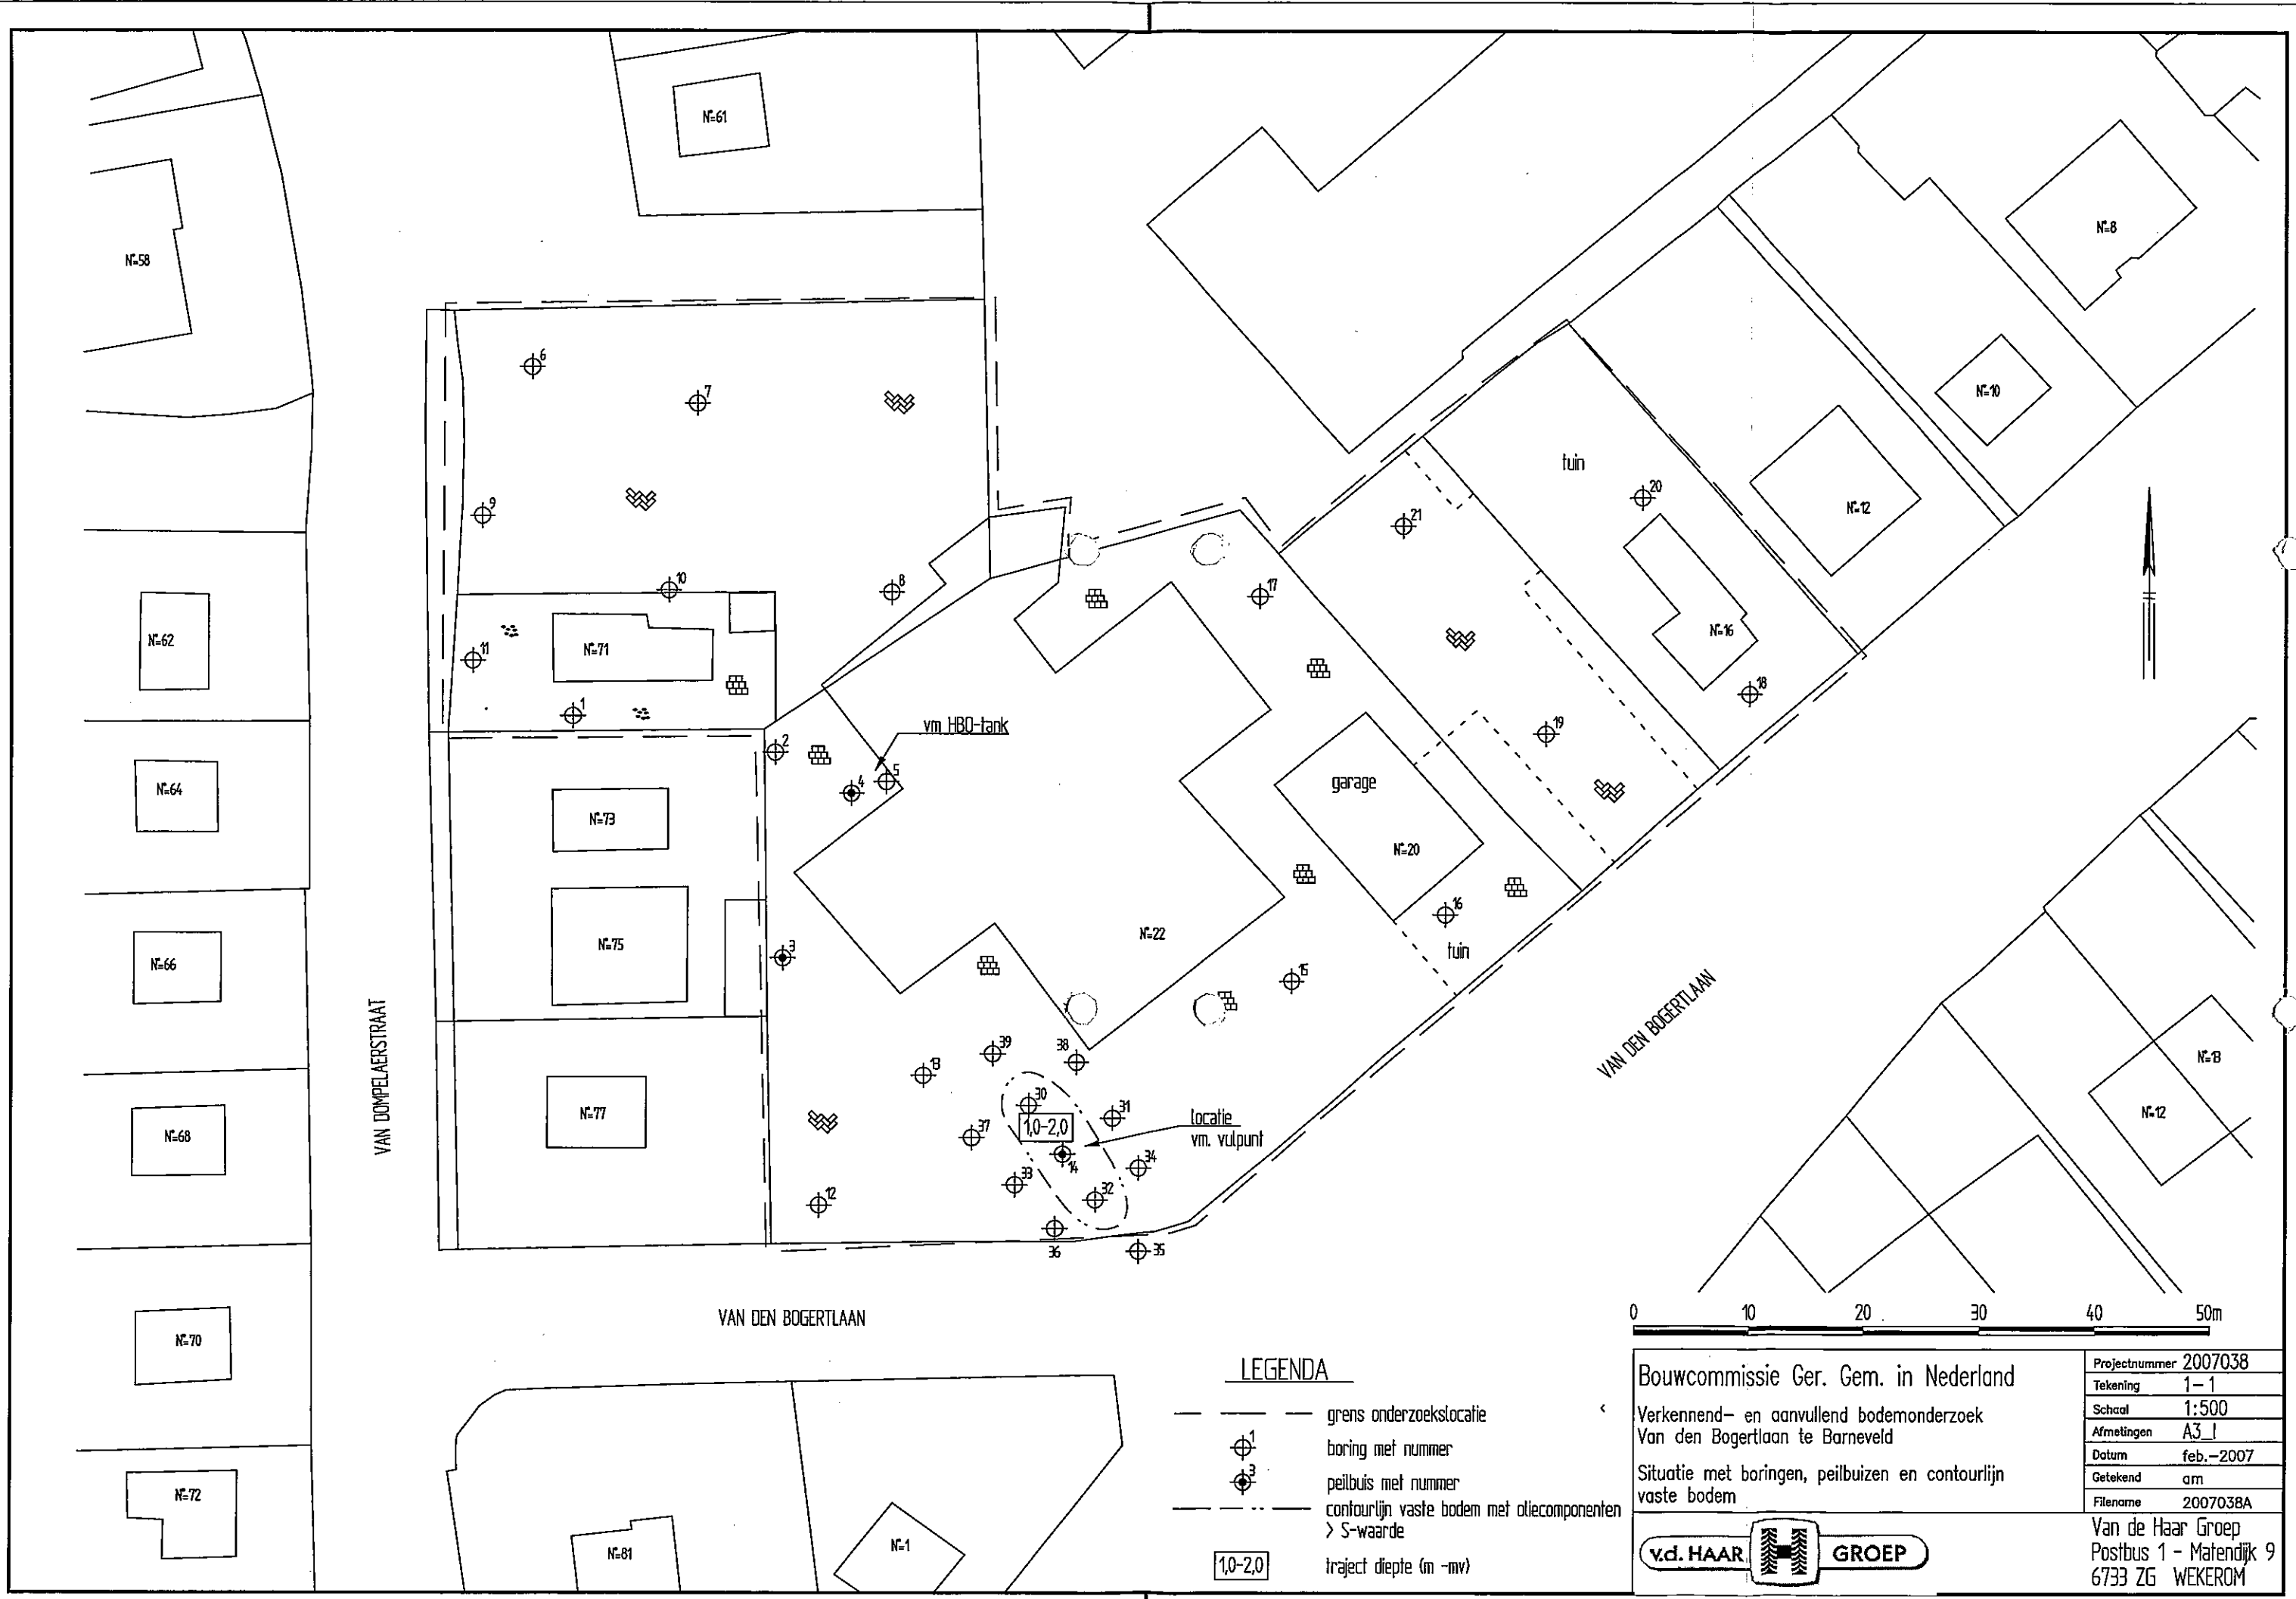 N°=61
N°=58
N°=8
6
7
N°=10
tuin
20
N°=12
9
21
10
8
17
N°=62
11
N°=71
N°=16
18
1
vm HBO-tank
2
19
N°=64
4
5
garage
N°=73
N°=20
16
N°=75
3
N°=22
tuin
N°=66
15
VAN DOMPELAERSTRAAT
VAN DEN BOGERTLAAN
39
38
13
N°=13
30
31
N°=77
1,0-2,0
locatie
vm. vulpunt
N°=12
37
N°=68
14
34
33
32
12
36
35
VAN DEN BOGERTLAAN
0 10 20 30 40 50m
N°=70
N°=72
N°=81
N°=1
LEGENDA
grens onderzoekslocatie
1
boring met nummer
3
peilbuis met nummer
contourlijn vaste bodem met oliecomponenten
> S-waarde
1,0-2,0
traject diepte (m -mv)
Bouwcommissie Ger. Gem. in Nederland
Verkennend- en aanvullend bodemonderzoek
Van den Bogertlaan te Barneveld
Situatie met boringen, peilbuizen en contourlijn
vaste bodem
Projectnummer 2007038
Tekening 1-1
Schaal 1:500
Afmetingen A3_l
Datum feb.-2007
Getekend am
Filename 2007038A
v.d. HAAR H GROEP
Van de Haar Groep
Postbus 1 - Matendijk 9
6733 ZG WEKEROM